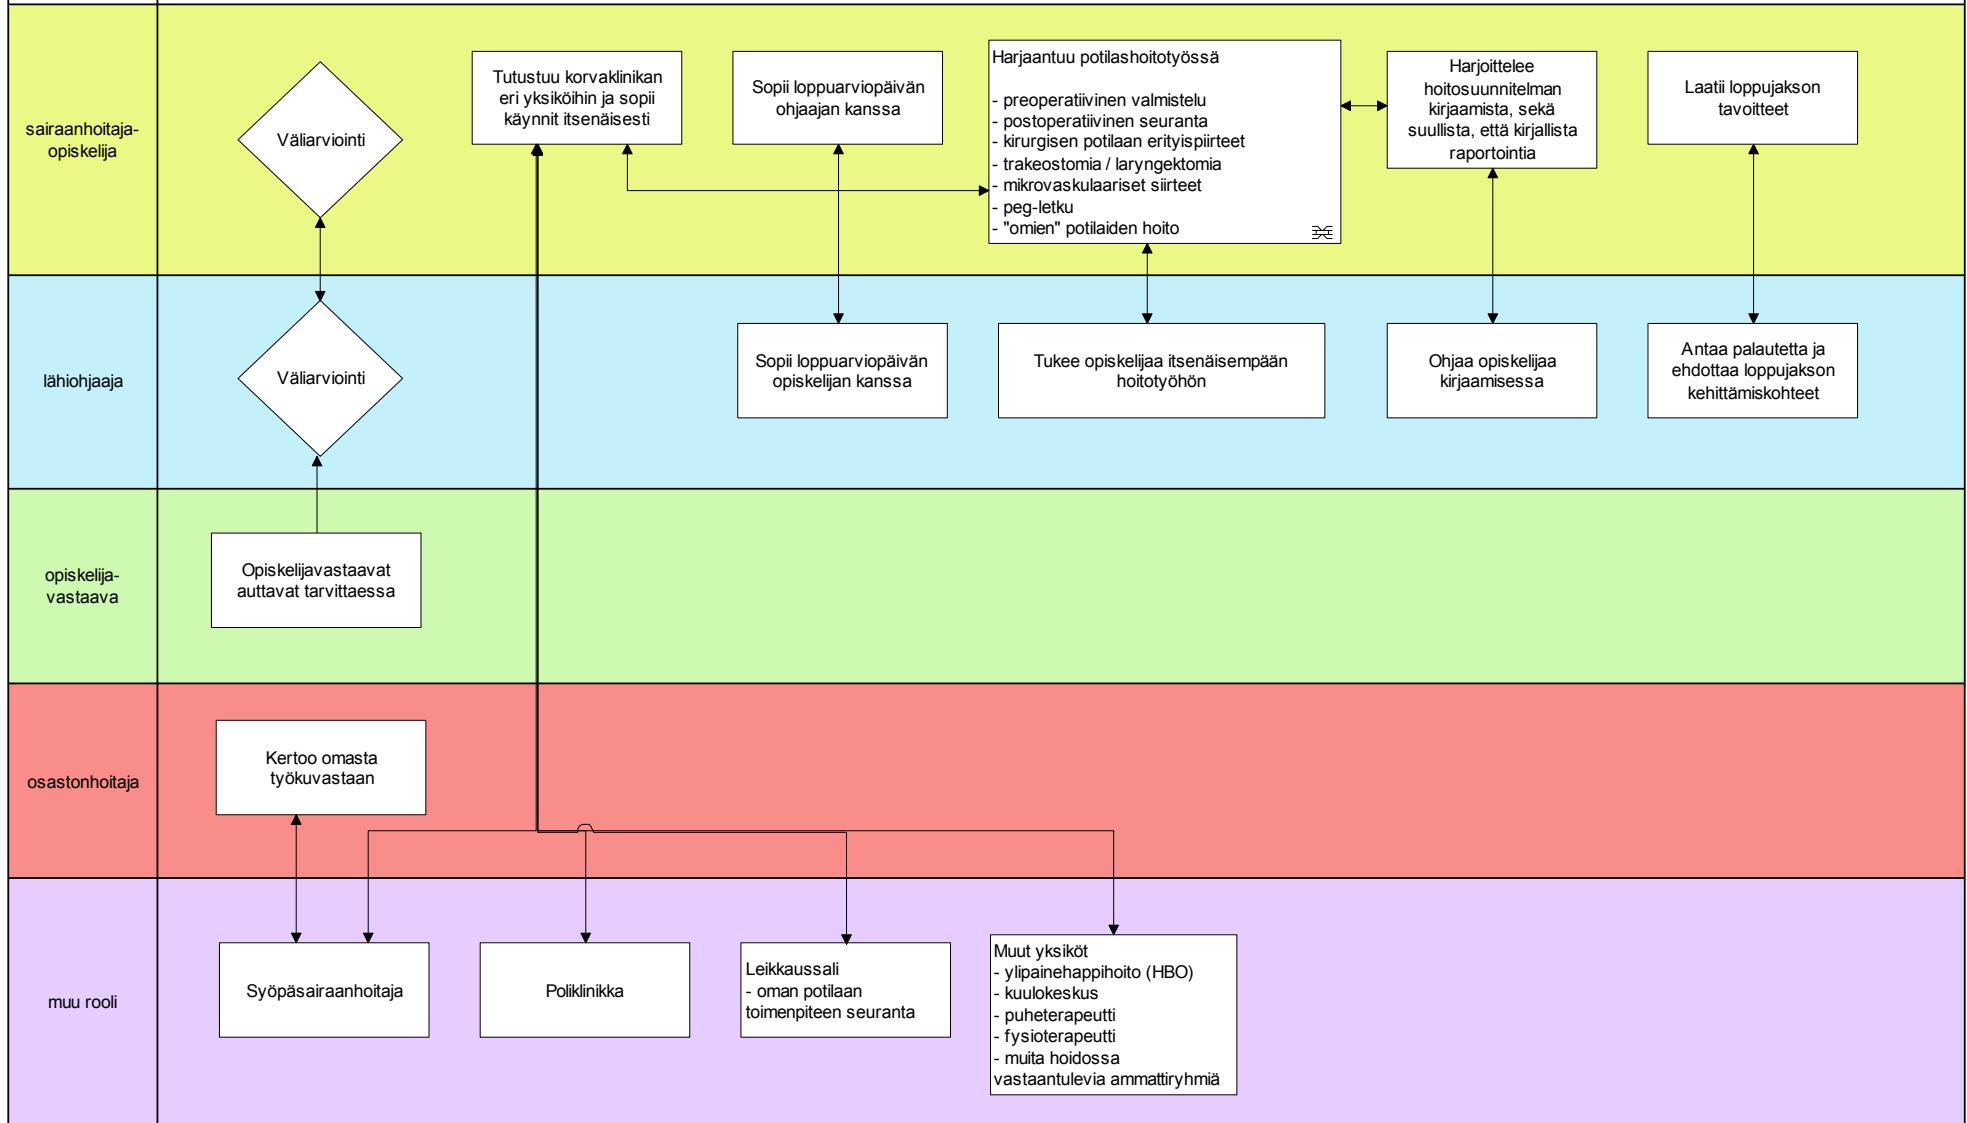 sairaanhoitaja-
opiskelija
Väliarviointi
Tutustuu korvaklinikan
eri yksiköihin ja sopii
käynnit itsenäisesti
Sopii loppuarviopäivän
ohjaajan kanssa
Harjaantuu potilashoitotyössä
- preoperatiivinen valmistelu
- postoperatiivinen seuranta
- kirurgisen potilaan erityispiirteet
- trakeostomia / laryngektomia
- mikrovaskulaariset siirteet
- peg-letku
- "omien" potilaiden hoito
Harjoittelee
hoitosuunnitelman
kirjaamista, sekä
suullista, että kirjallista
raportointia
Laatii loppujakson
tavoitteet
lähiohjaaja
Väliarviointi
Sopii loppuarviopäivän
opiskelijan kanssa
Tukee opiskelijaa itsenäisempään
hoitotyöhön
Ohjaa opiskelijaa
kirjaamisessa
Antaa palautetta ja
ehdottaa loppujakson
kehittämiskohteet
opiskelija-
vastaava
Opiskelijavastaavat
auttavat tarvittaessa
osastonhoitaja
Kertoo omasta
työkuvastaan
muu rooli
Syöpäsairaanhoitaja
Poliklinikka
Leikkaussali
- oman potilaan
toimenpiteen seuranta
Muut yksiköt
- ylipainehappihoito (HBO)
- kuulokeskus
- puheterapeutti
- fysioterapeutti
- muita hoidossa
vastaantulevia ammattiryhmiä